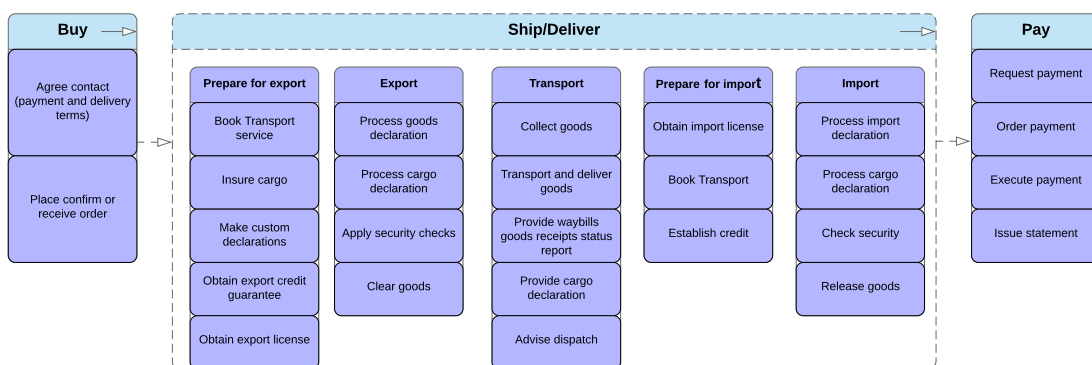 Buy
Ship/Deliver
Pay
Agree contact
(payment and delivery
terms)
Place confirm or
receive order
Prepare for export
Book Transport
service
Insure cargo
Make custom
declarations
Obtain export credit
guarantee
Obtain export license
Export
Process goods
declaration
Process cargo
declaration
Apply security checks
Clear goods
Transport
Collect goods
Transport and deliver
goods
Provide waybills
goods receipts status
report
Provide cargo
declaration
Advise dispatch
Prepare for import
Obtain import license
Book Transport
Establish credit
Import
Process import
declaration
Process cargo
declaration
Check security
Release goods
Request payment
Order payment
Execute payment
Issue statement